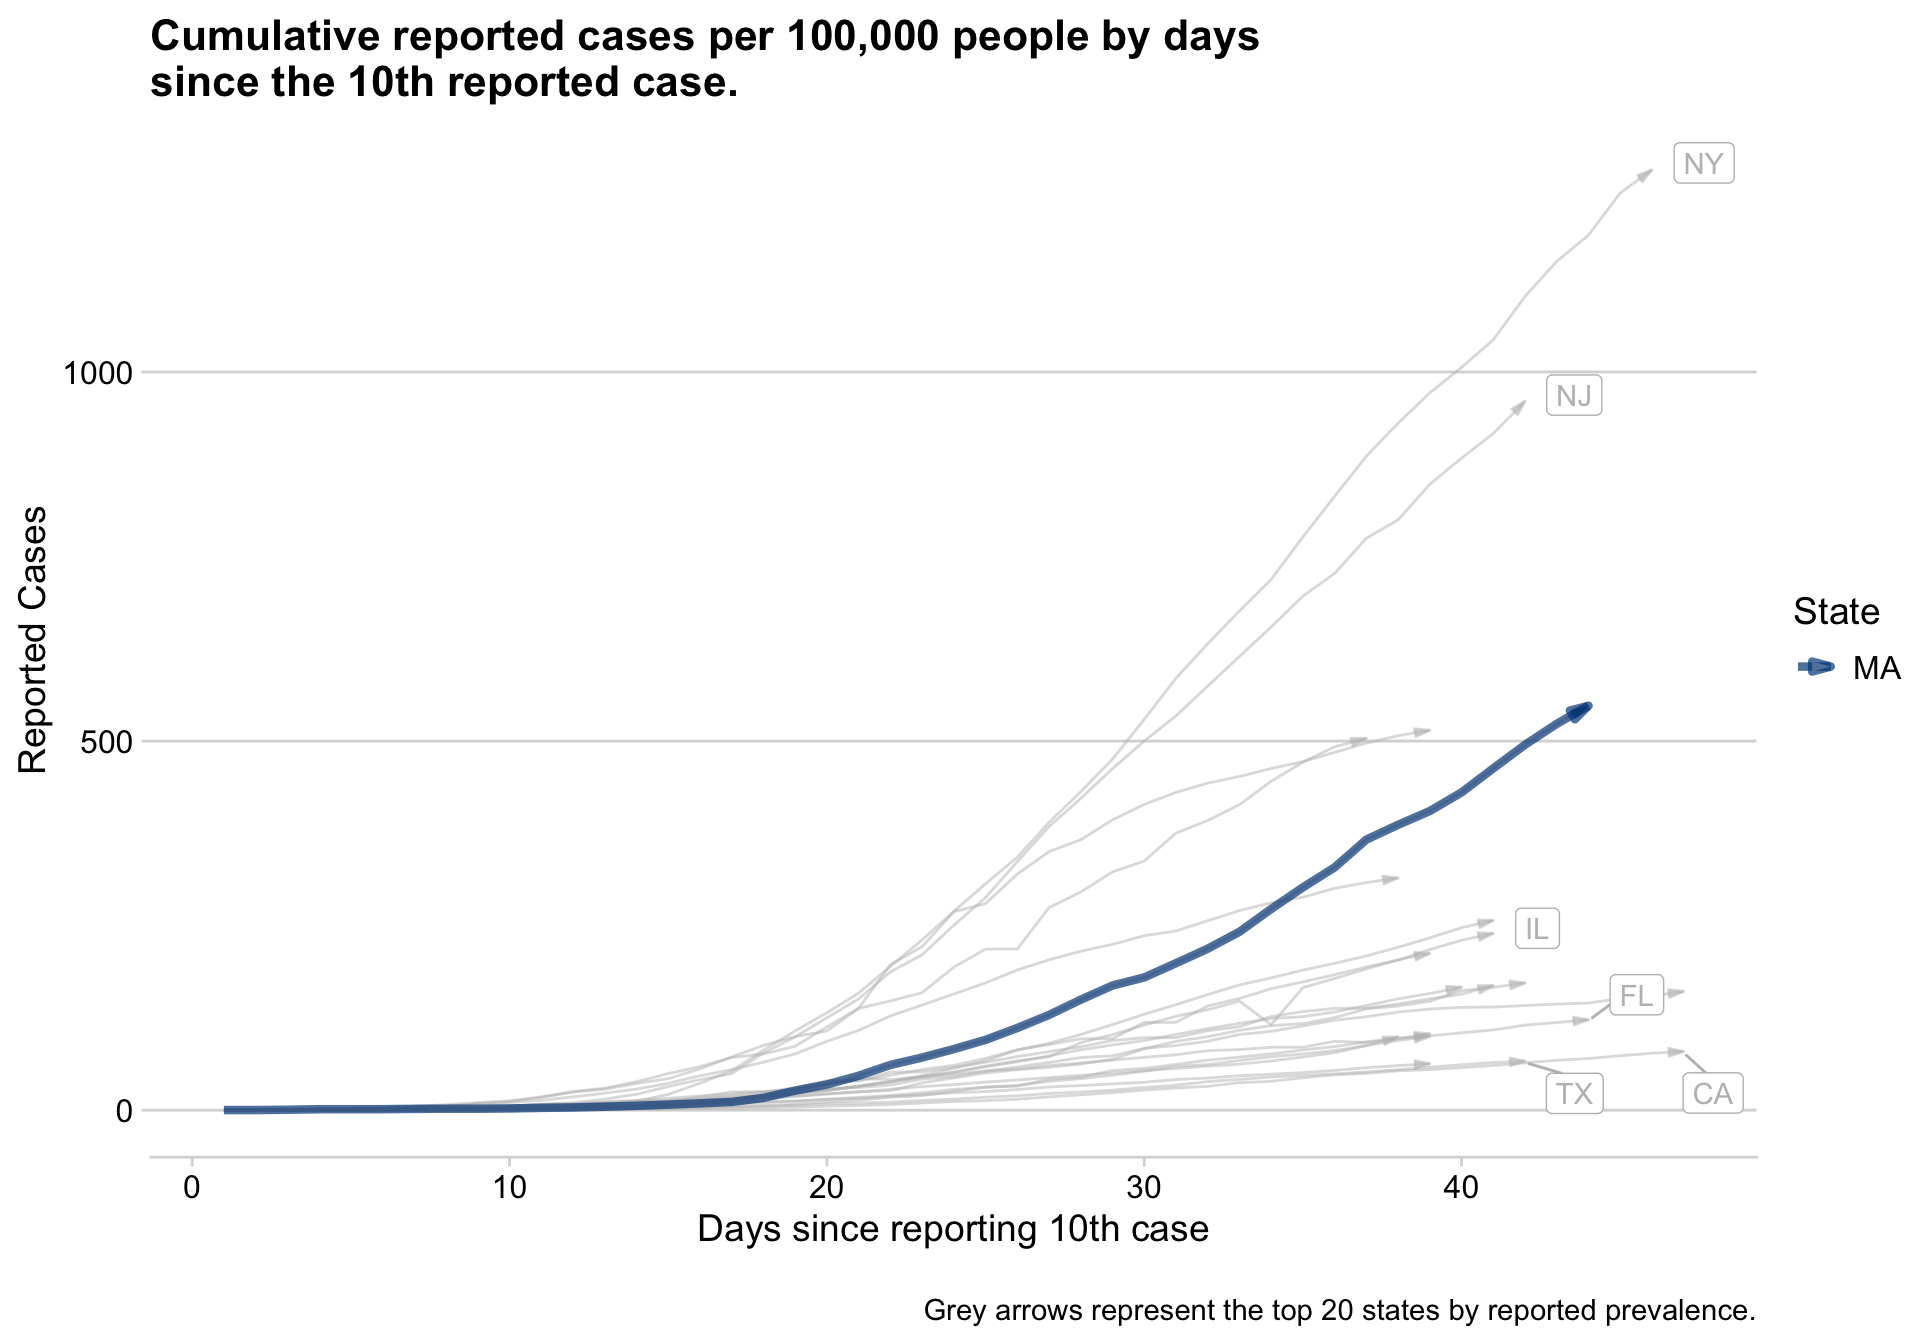 Cumulative reported cases per 100,000 people by days
since the 10th reported case.
NY
1000
NJ
Reported Cases
State
MA
500
IL
FL
TX
CA
0
0 10 20 30 40
Days since reporting 10th case
Grey arrows represent the top 20 states by reported prevalence.